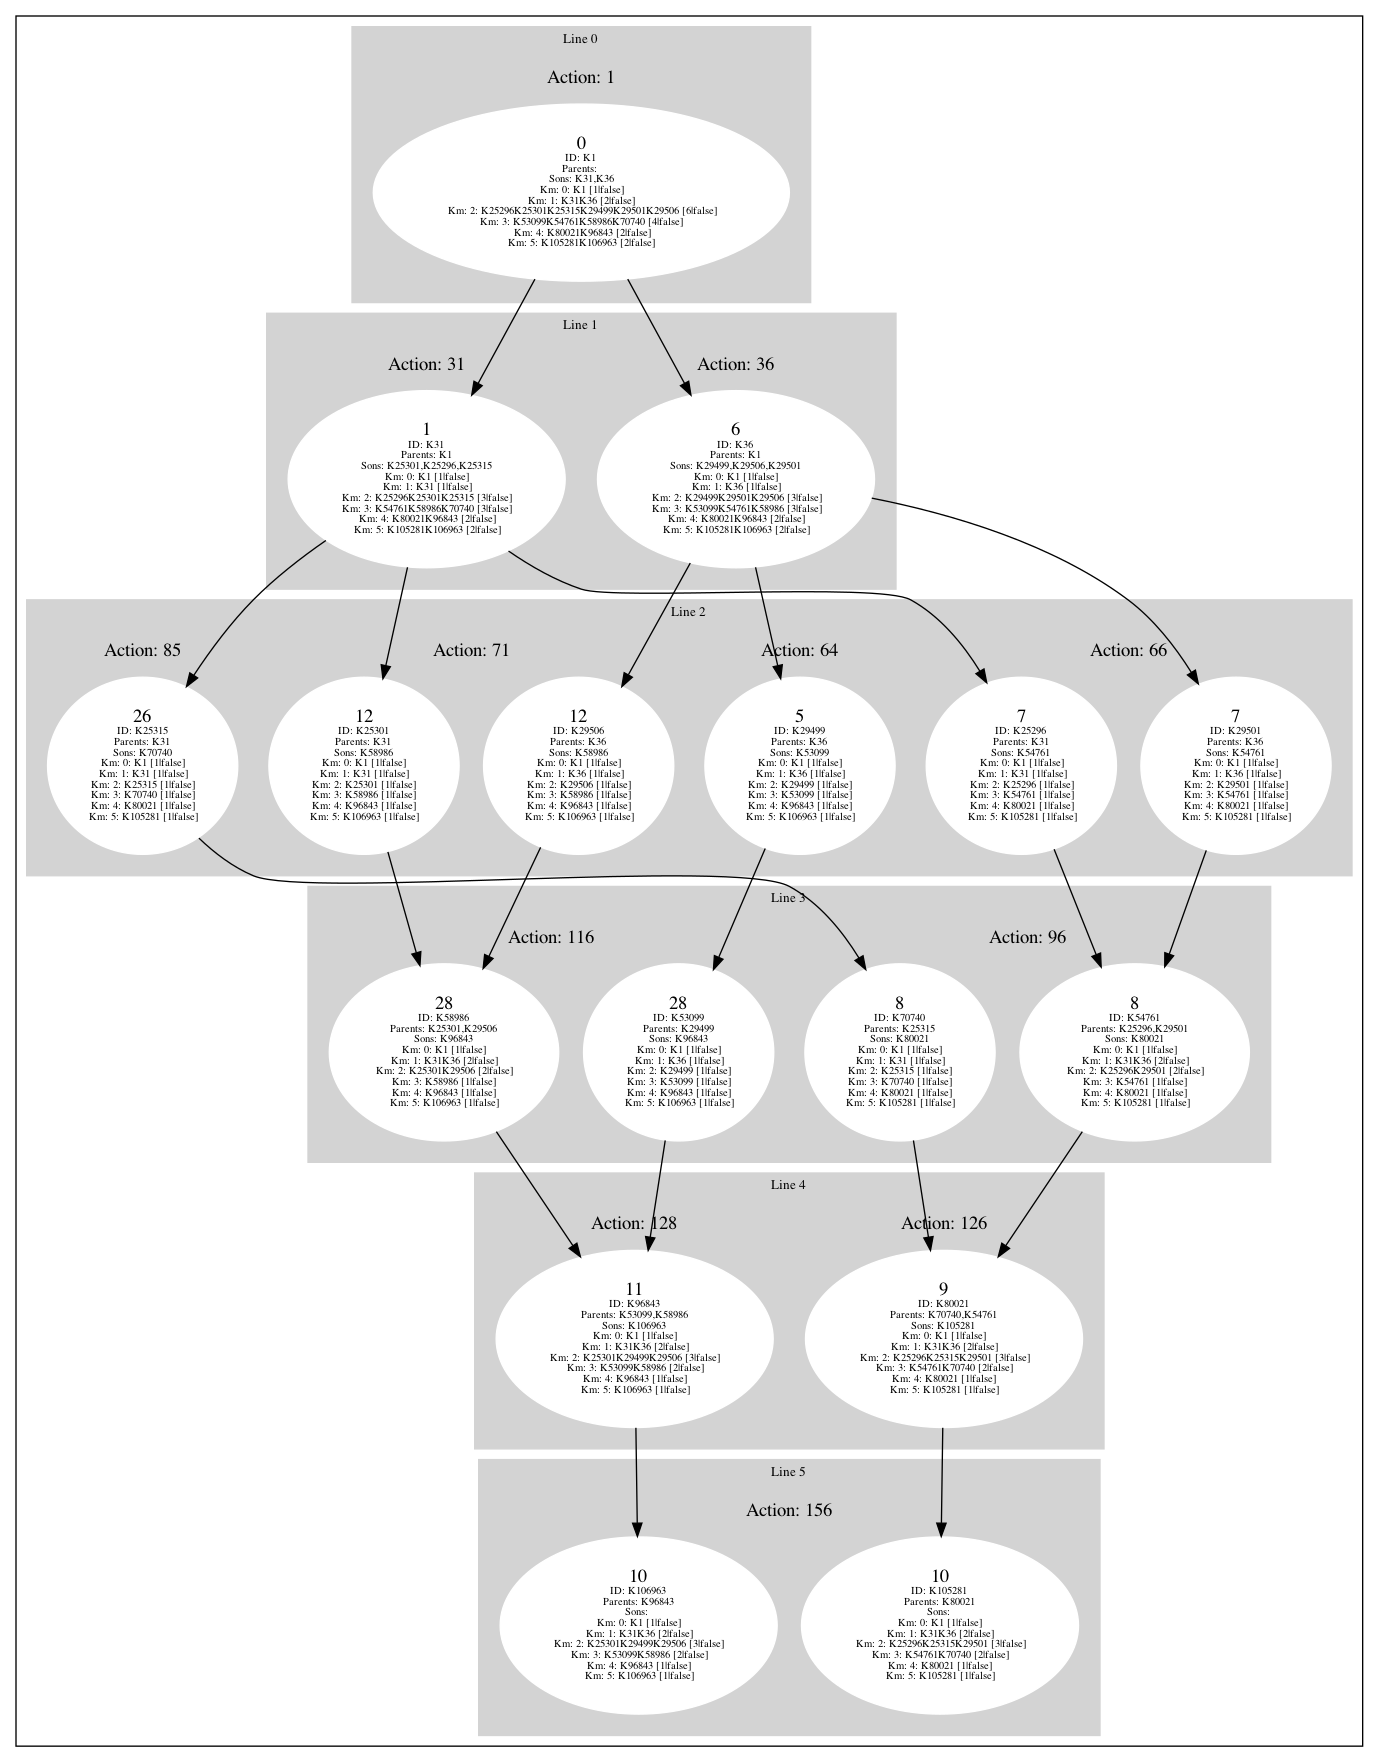 Line 0
Action: 1
0
ID: K1
Parents:
Sons: K31,K36
Km: 0: K1 [1|false]
Km: 1: K31K36 [2|false]
Km: 2: K25296K25301K25315K29499K29501K29506 [6|false]
Km: 3: K53099K54761K58986K70740 [4|false]
Km: 4: K80021K96843 [2|false]
Km: 5: K105281K106963 [2|false]
Line 1
Action: 31
1
ID: K31
Parents: K1
Sons: K25301,K25296,K25315
Km: 0: K1 [1|false]
Km: 1: K31 [1|false]
Km: 2: K25296K25301K25315 [3|false]
Km: 3: K54761K58986K70740 [3|false]
Km: 4: K80021K96843 [2|false]
Km: 5: K105281K106963 [2|false]
Action: 36
6
ID: K36
Parents: K1
Sons: K29499,K29506,K29501
Km: 0: K1 [1|false]
Km: 1: K36 [1|false]
Km: 2: K29499K29501K29506 [3|false]
Km: 3: K53099K54761K58986 [3|false]
Km: 4: K80021K96843 [2|false]
Km: 5: K105281K106963 [2|false]
Line 2
Action: 85
26
ID: K25315
Parents: K31
Sons: K70740
Km: 0: K1 [1|false]
Km: 1: K31 [1|false]
Km: 2: K25315 [1|false]
Km: 3: K70740 [1|false]
Km: 4: K80021 [1|false]
Km: 5: K105281 [1|false]
Action: 71
12
ID: K25301
Parents: K31
Sons: K58986
Km: 0: K1 [1|false]
Km: 1: K31 [1|false]
Km: 2: K25301 [1|false]
Km: 3: K58986 [1|false]
Km: 4: K96843 [1|false]
Km: 5: K106963 [1|false]
12
ID: K29506
Parents: K36
Sons: K58986
Km: 0: K1 [1|false]
Km: 1: K36 [1|false]
Km: 2: K29506 [1|false]
Km: 3: K58986 [1|false]
Km: 4: K96843 [1|false]
Km: 5: K106963 [1|false]
Action: 64
5
ID: K29499
Parents: K36
Sons: K53099
Km: 0: K1 [1|false]
Km: 1: K36 [1|false]
Km: 2: K29499 [1|false]
Km: 3: K53099 [1|false]
Km: 4: K96843 [1|false]
Km: 5: K106963 [1|false]
Action: 66
7
ID: K25296
Parents: K31
Sons: K54761
Km: 0: K1 [1|false]
Km: 1: K31 [1|false]
Km: 2: K25296 [1|false]
Km: 3: K54761 [1|false]
Km: 4: K80021 [1|false]
Km: 5: K105281 [1|false]
7
ID: K29501
Parents: K36
Sons: K54761
Km: 0: K1 [1|false]
Km: 1: K36 [1|false]
Km: 2: K29501 [1|false]
Km: 3: K54761 [1|false]
Km: 4: K80021 [1|false]
Km: 5: K105281 [1|false]
Line 3
Action: 116
28
ID: K58986
Parents: K25301,K29506
Sons: K96843
Km: 0: K1 [1|false]
Km: 1: K31K36 [2|false]
Km: 2: K25301K29506 [2|false]
Km: 3: K58986 [1|false]
Km: 4: K96843 [1|false]
Km: 5: K106963 [1|false]
28
ID: K53099
Parents: K29499
Sons: K96843
Km: 0: K1 [1|false]
Km: 1: K36 [1|false]
Km: 2: K29499 [1|false]
Km: 3: K53099 [1|false]
Km: 4: K96843 [1|false]
Km: 5: K106963 [1|false]
Action: 96
8
ID: K70740
Parents: K25315
Sons: K80021
Km: 0: K1 [1|false]
Km: 1: K31 [1|false]
Km: 2: K25315 [1|false]
Km: 3: K70740 [1|false]
Km: 4: K80021 [1|false]
Km: 5: K105281 [1|false]
8
ID: K54761
Parents: K25296,K29501
Sons: K80021
Km: 0: K1 [1|false]
Km: 1: K31K36 [2|false]
Km: 2: K25296K29501 [2|false]
Km: 3: K54761 [1|false]
Km: 4: K80021 [1|false]
Km: 5: K105281 [1|false]
Line 4
Action: 128
11
ID: K96843
Parents: K53099,K58986
Sons: K106963
Km: 0: K1 [1|false]
Km: 1: K31K36 [2|false]
Km: 2: K25301K29499K29506 [3|false]
Km: 3: K53099K58986 [2|false]
Km: 4: K96843 [1|false]
Km: 5: K106963 [1|false]
Action: 126
9
ID: K80021
Parents: K70740,K54761
Sons: K105281
Km: 0: K1 [1|false]
Km: 1: K31K36 [2|false]
Km: 2: K25296K25315K29501 [3|false]
Km: 3: K54761K70740 [2|false]
Km: 4: K80021 [1|false]
Km: 5: K105281 [1|false]
Line 5
Action: 156
10
ID: K106963
Parents: K96843
Sons:
Km: 0: K1 [1|false]
Km: 1: K31K36 [2|false]
Km: 2: K25301K29499K29506 [3|false]
Km: 3: K53099K58986 [2|false]
Km: 4: K96843 [1|false]
Km: 5: K106963 [1|false]
10
ID: K105281
Parents: K80021
Sons:
Km: 0: K1 [1|false]
Km: 1: K31K36 [2|false]
Km: 2: K25296K25315K29501 [3|false]
Km: 3: K54761K70740 [2|false]
Km: 4: K80021 [1|false]
Km: 5: K105281 [1|false]